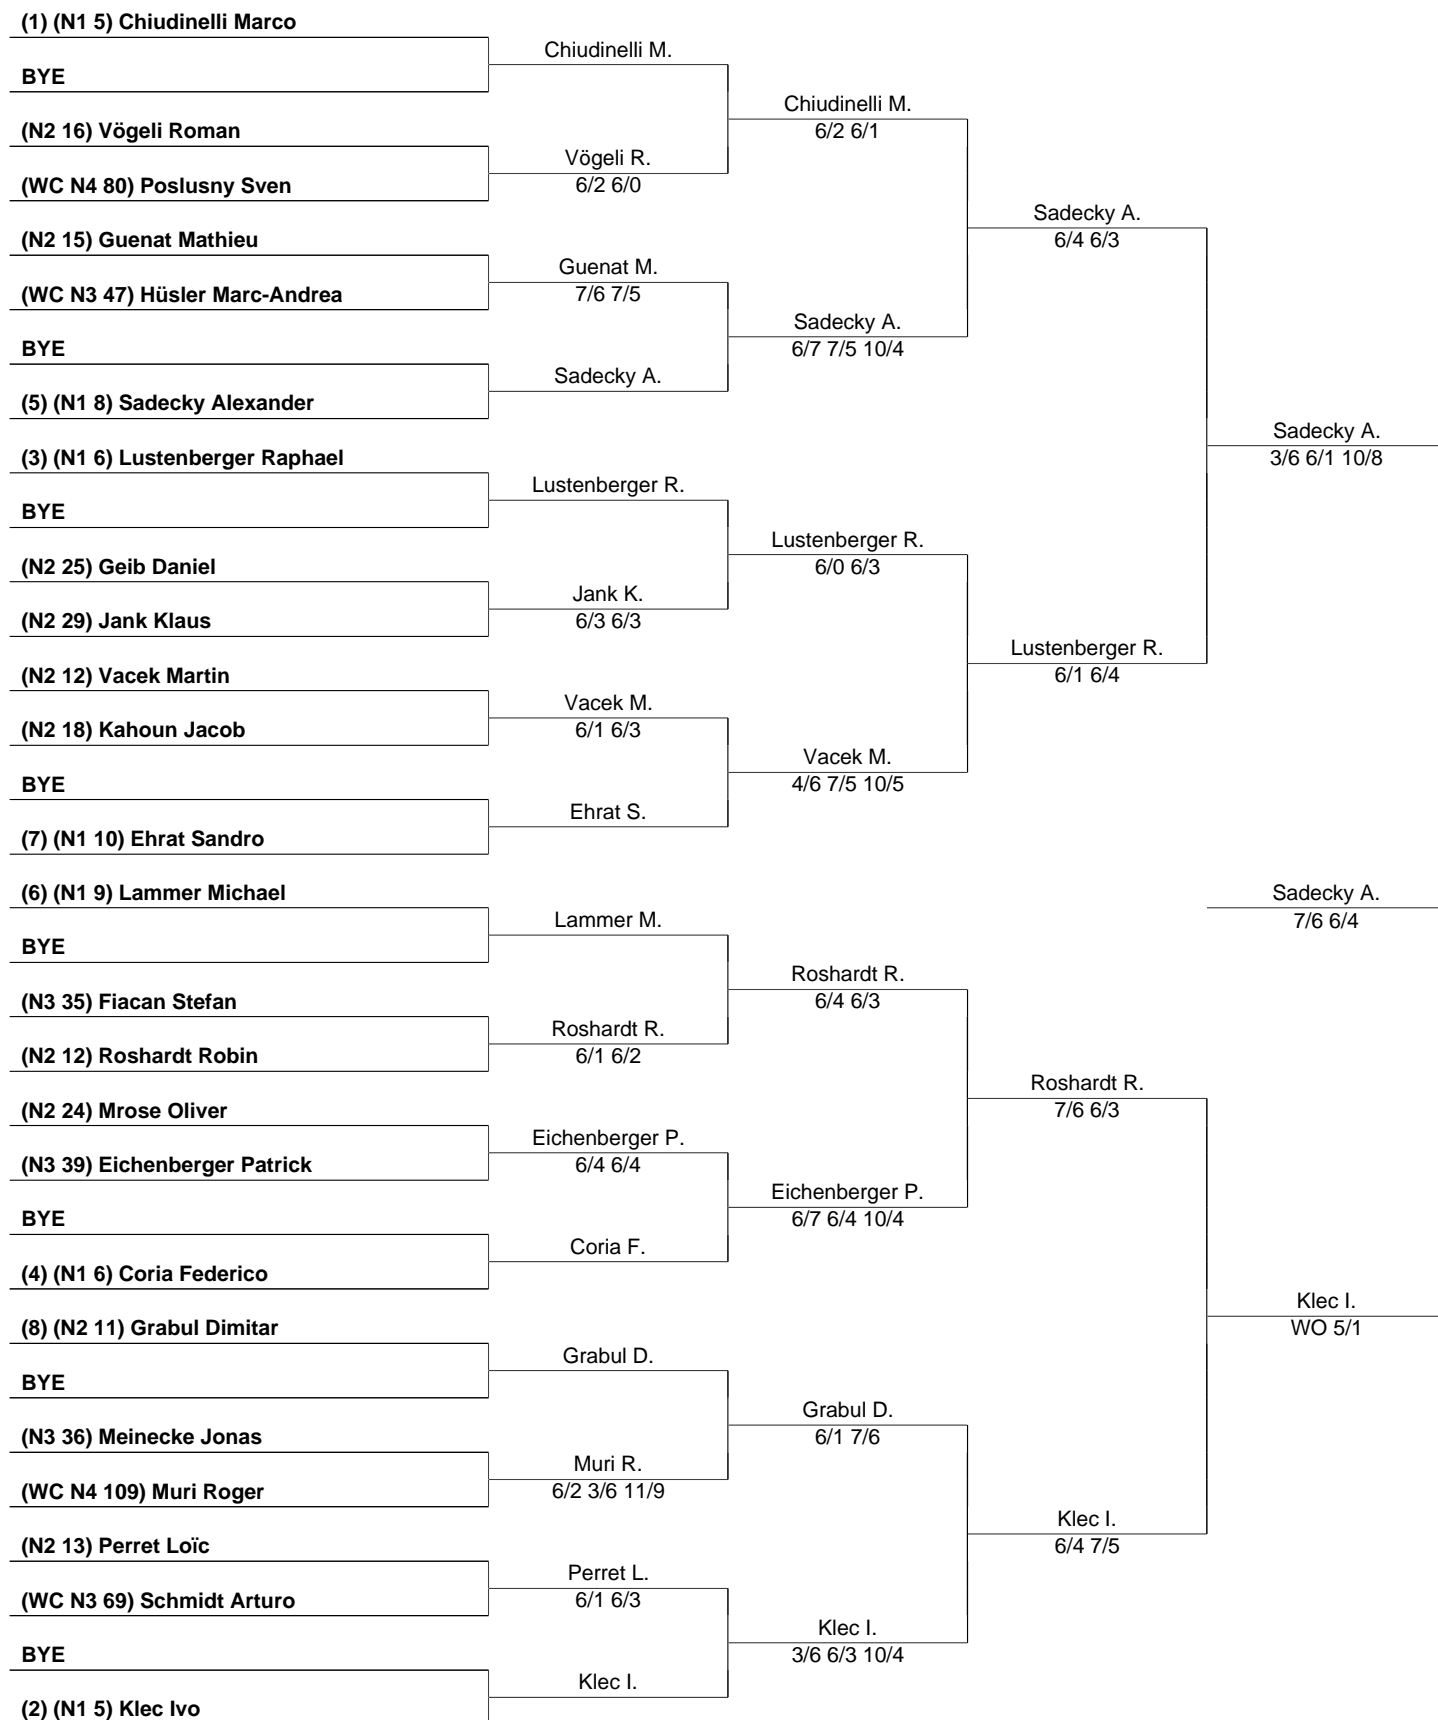 (1) (N1 5) Chiudinelli Marco
BYE
(N2 16) Vögeli Roman
(WC N4 80) Poslusny Sven
(N2 15) Guenat Mathieu
(WC N3 47) Hüsler Marc-Andrea
BYE
(5) (N1 8) Sadecky Alexander
(3) (N1 6) Lustenberger Raphael
BYE
(N2 25) Geib Daniel
(N2 29) Jank Klaus
(N2 12) Vacek Martin
(N2 18) Kahoun Jacob
BYE
(7) (N1 10) Ehrat Sandro
(6) (N1 9) Lammer Michael
BYE
(N3 35) Fiacan Stefan
(N2 12) Roshardt Robin
(N2 24) Mrose Oliver
(N3 39) Eichenberger Patrick
BYE
(4) (N1 6) Coria Federico
(8) (N2 11) Grabul Dimitar
BYE
(N3 36) Meinecke Jonas
(WC N4 109) Muri Roger
(N2 13) Perret Loïc
(WC N3 69) Schmidt Arturo
BYE
(2) (N1 5) Klec Ivo
Chiudinelli M.
Vögeli R.
6/2 6/0
Guenat M.
7/6 7/5
Sadecky A.
Lustenberger R.
Jank K.
6/3 6/3
Vacek M.
6/1 6/3
Ehrat S.
Lammer M.
Roshardt R.
6/1 6/2
Eichenberger P.
6/4 6/4
Coria F.
Grabul D.
Muri R.
6/2 3/6 11/9
Perret L.
6/1 6/3
Klec I.
Chiudinelli M.
6/2 6/1
Sadecky A.
6/7 7/5 10/4
Lustenberger R.
6/0 6/3
Vacek M.
4/6 7/5 10/5
Roshardt R.
6/4 6/3
Eichenberger P.
6/7 6/4 10/4
Grabul D.
6/1 7/6
Klec I.
3/6 6/3 10/4
Sadecky A.
6/4 6/3
Lustenberger R.
6/1 6/4
Roshardt R.
7/6 6/3
Klec I.
6/4 7/5
Sadecky A.
3/6 6/1 10/8
Sadecky A.
7/6 6/4
Klec I.
WO 5/1